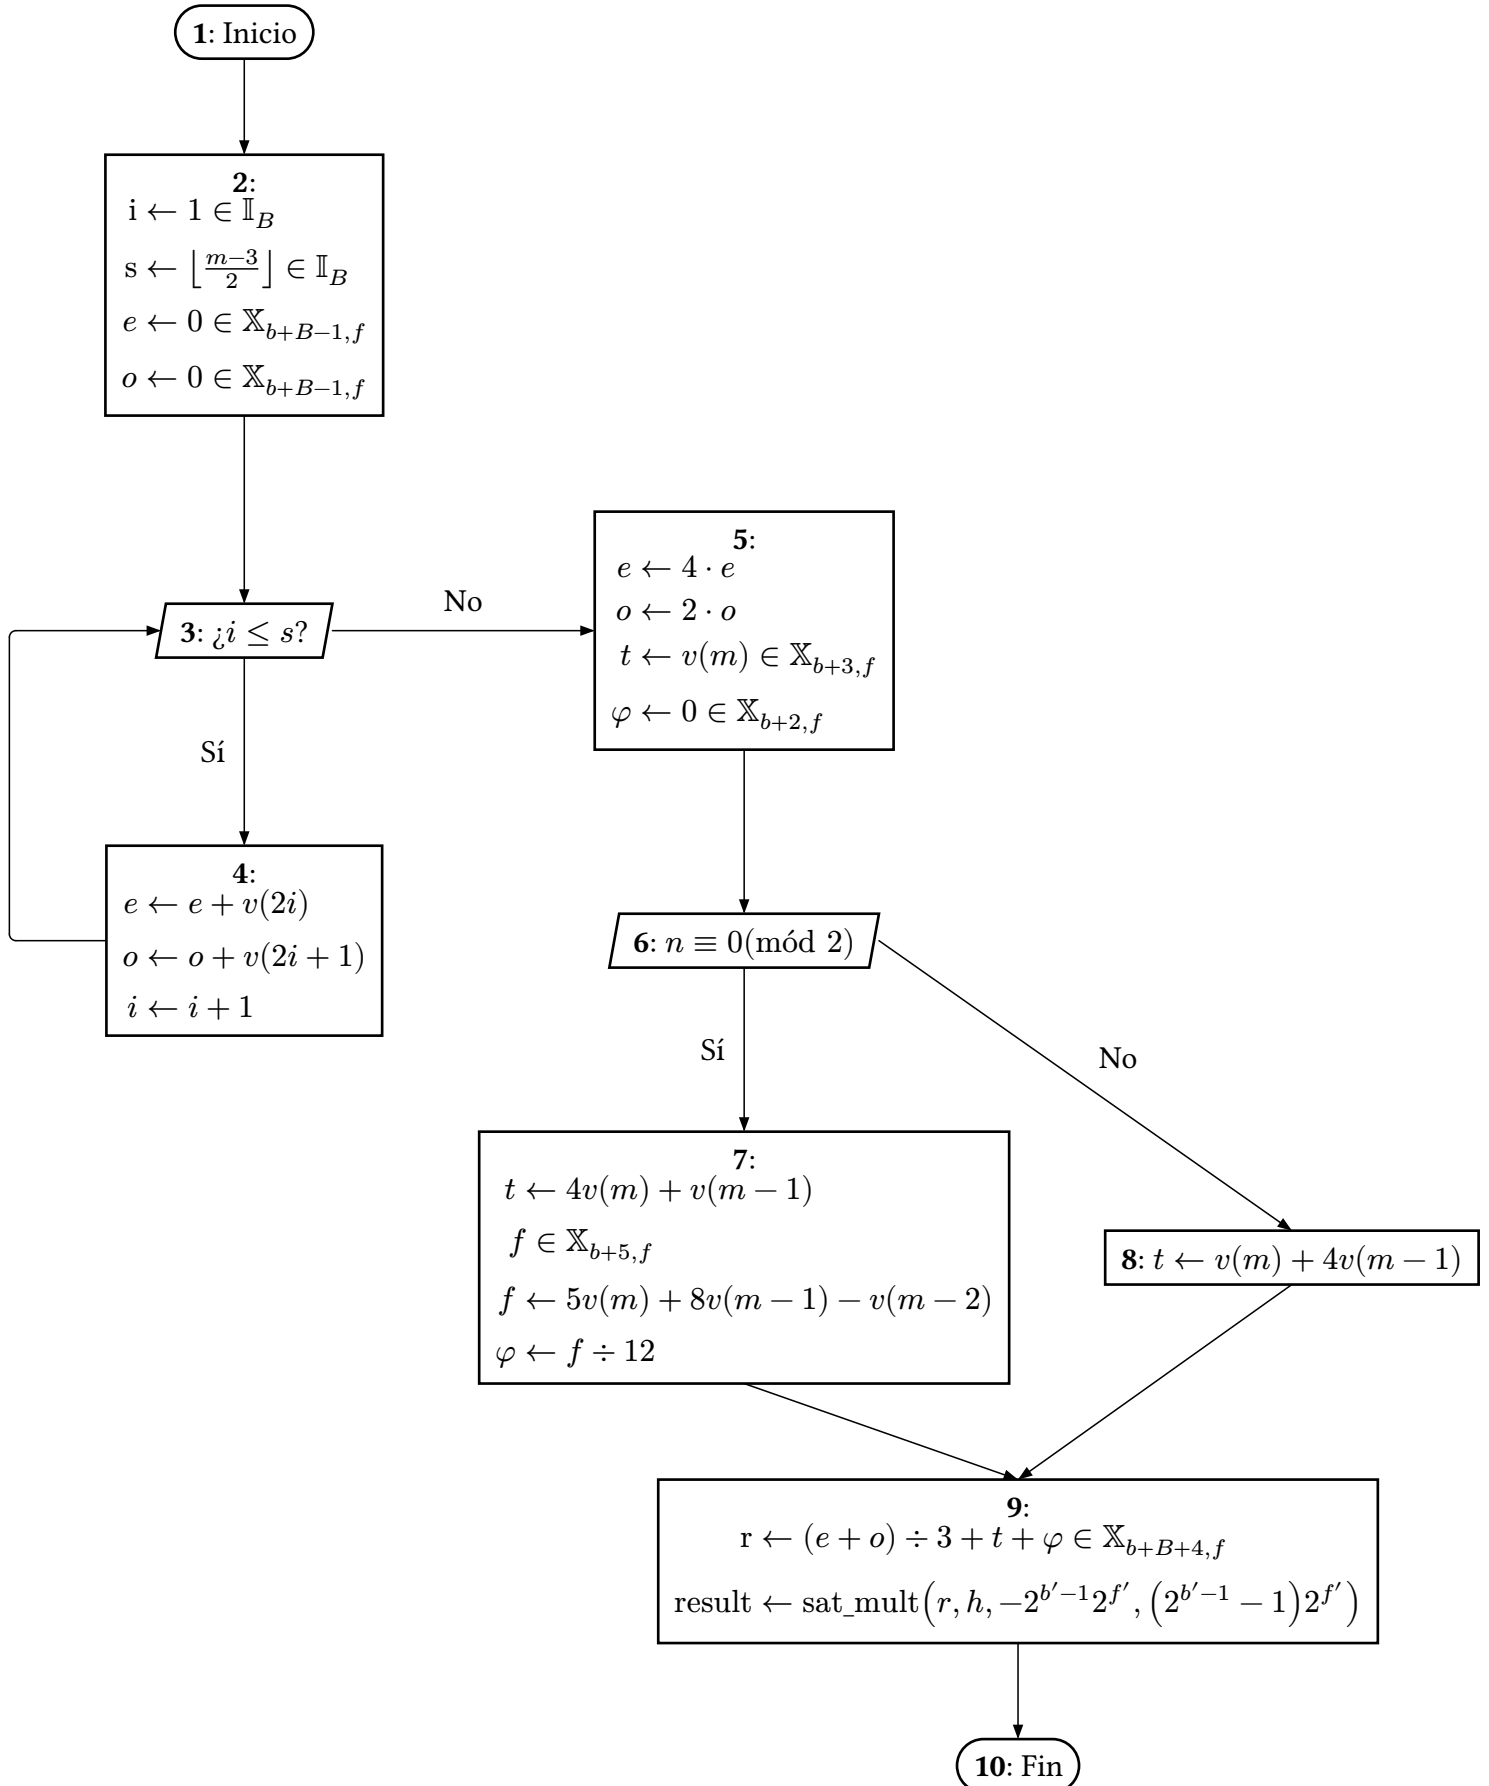 1: Inicio
2:
i ← 1 ∈ 𝕀_B
s ← ⌊(m−3)/2⌋ ∈ 𝕀_B
e ← 0 ∈ 𝕏_{b+B−1,f}
o ← 0 ∈ 𝕏_{b+B−1,f}
3: ¿i ≤ s?
No
Sí
4:
e ← e + v(2i)
o ← o + v(2i + 1)
i ← i + 1
5:
e ← 4 · e
o ← 2 · o
t ← v(m) ∈ 𝕏_{b+3,f}
φ ← 0 ∈ 𝕏_{b+2,f}
6: n ≡ 0(mód 2)
Sí
No
7:
t ← 4v(m) + v(m − 1)
f ∈ 𝕏_{b+5,f}
f ← 5v(m) + 8v(m − 1) − v(m − 2)
φ ← f ÷ 12
8: t ← v(m) + 4v(m − 1)
9:
r ← (e + o) ÷ 3 + t + φ ∈ 𝕏_{b+B+4,f}
result ← sat_mult(r, h, −2^{b′−1}2^{f′}, (2^{b′−1} − 1)2^{f′})
10: Fin